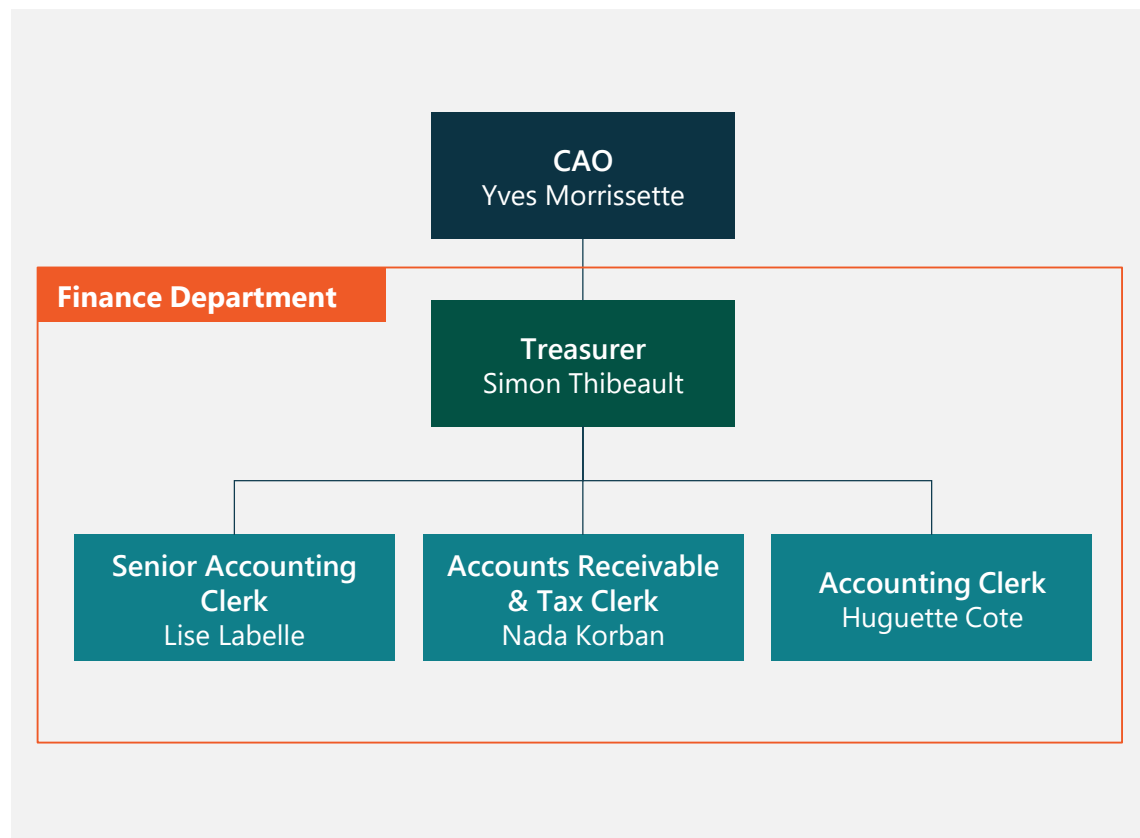 CAO
Yves Morrissette
Finance Department
Treasurer
Simon Thibeault
Senior Accounting
Clerk
Lise Labelle
Accounts Receivable
& Tax Clerk
Nada Korban
Accounting Clerk
Huguette Cote